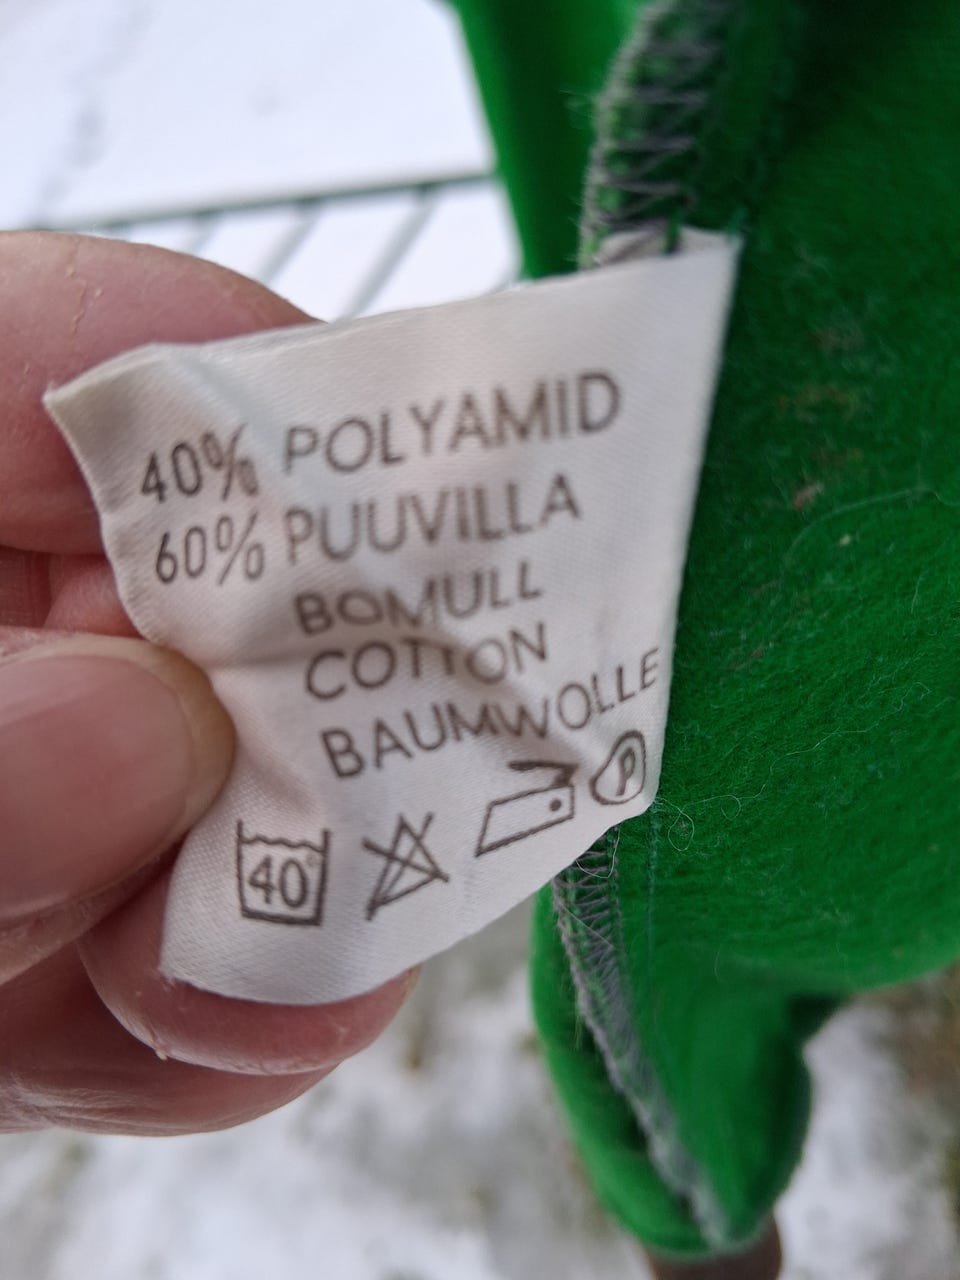 40% POLYAMID
60% PUUVILLA
BOMULL
COTTON
BAUMWOLLE
40° P